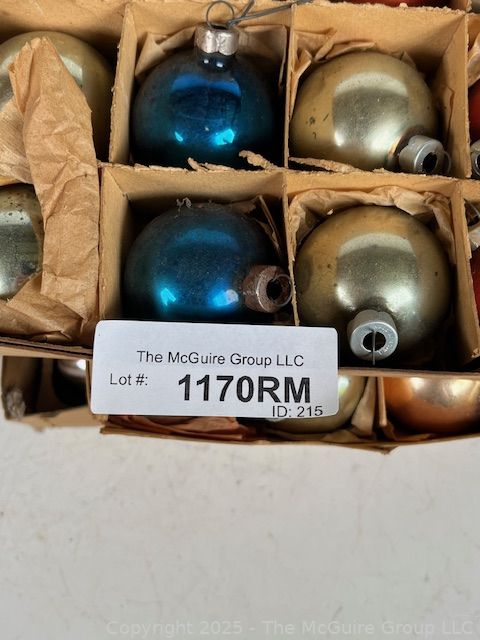 The McGuire Group LLC
Lot #: 1170RM
ID: 215
Copyright 2025 - The McGuire Group LLC